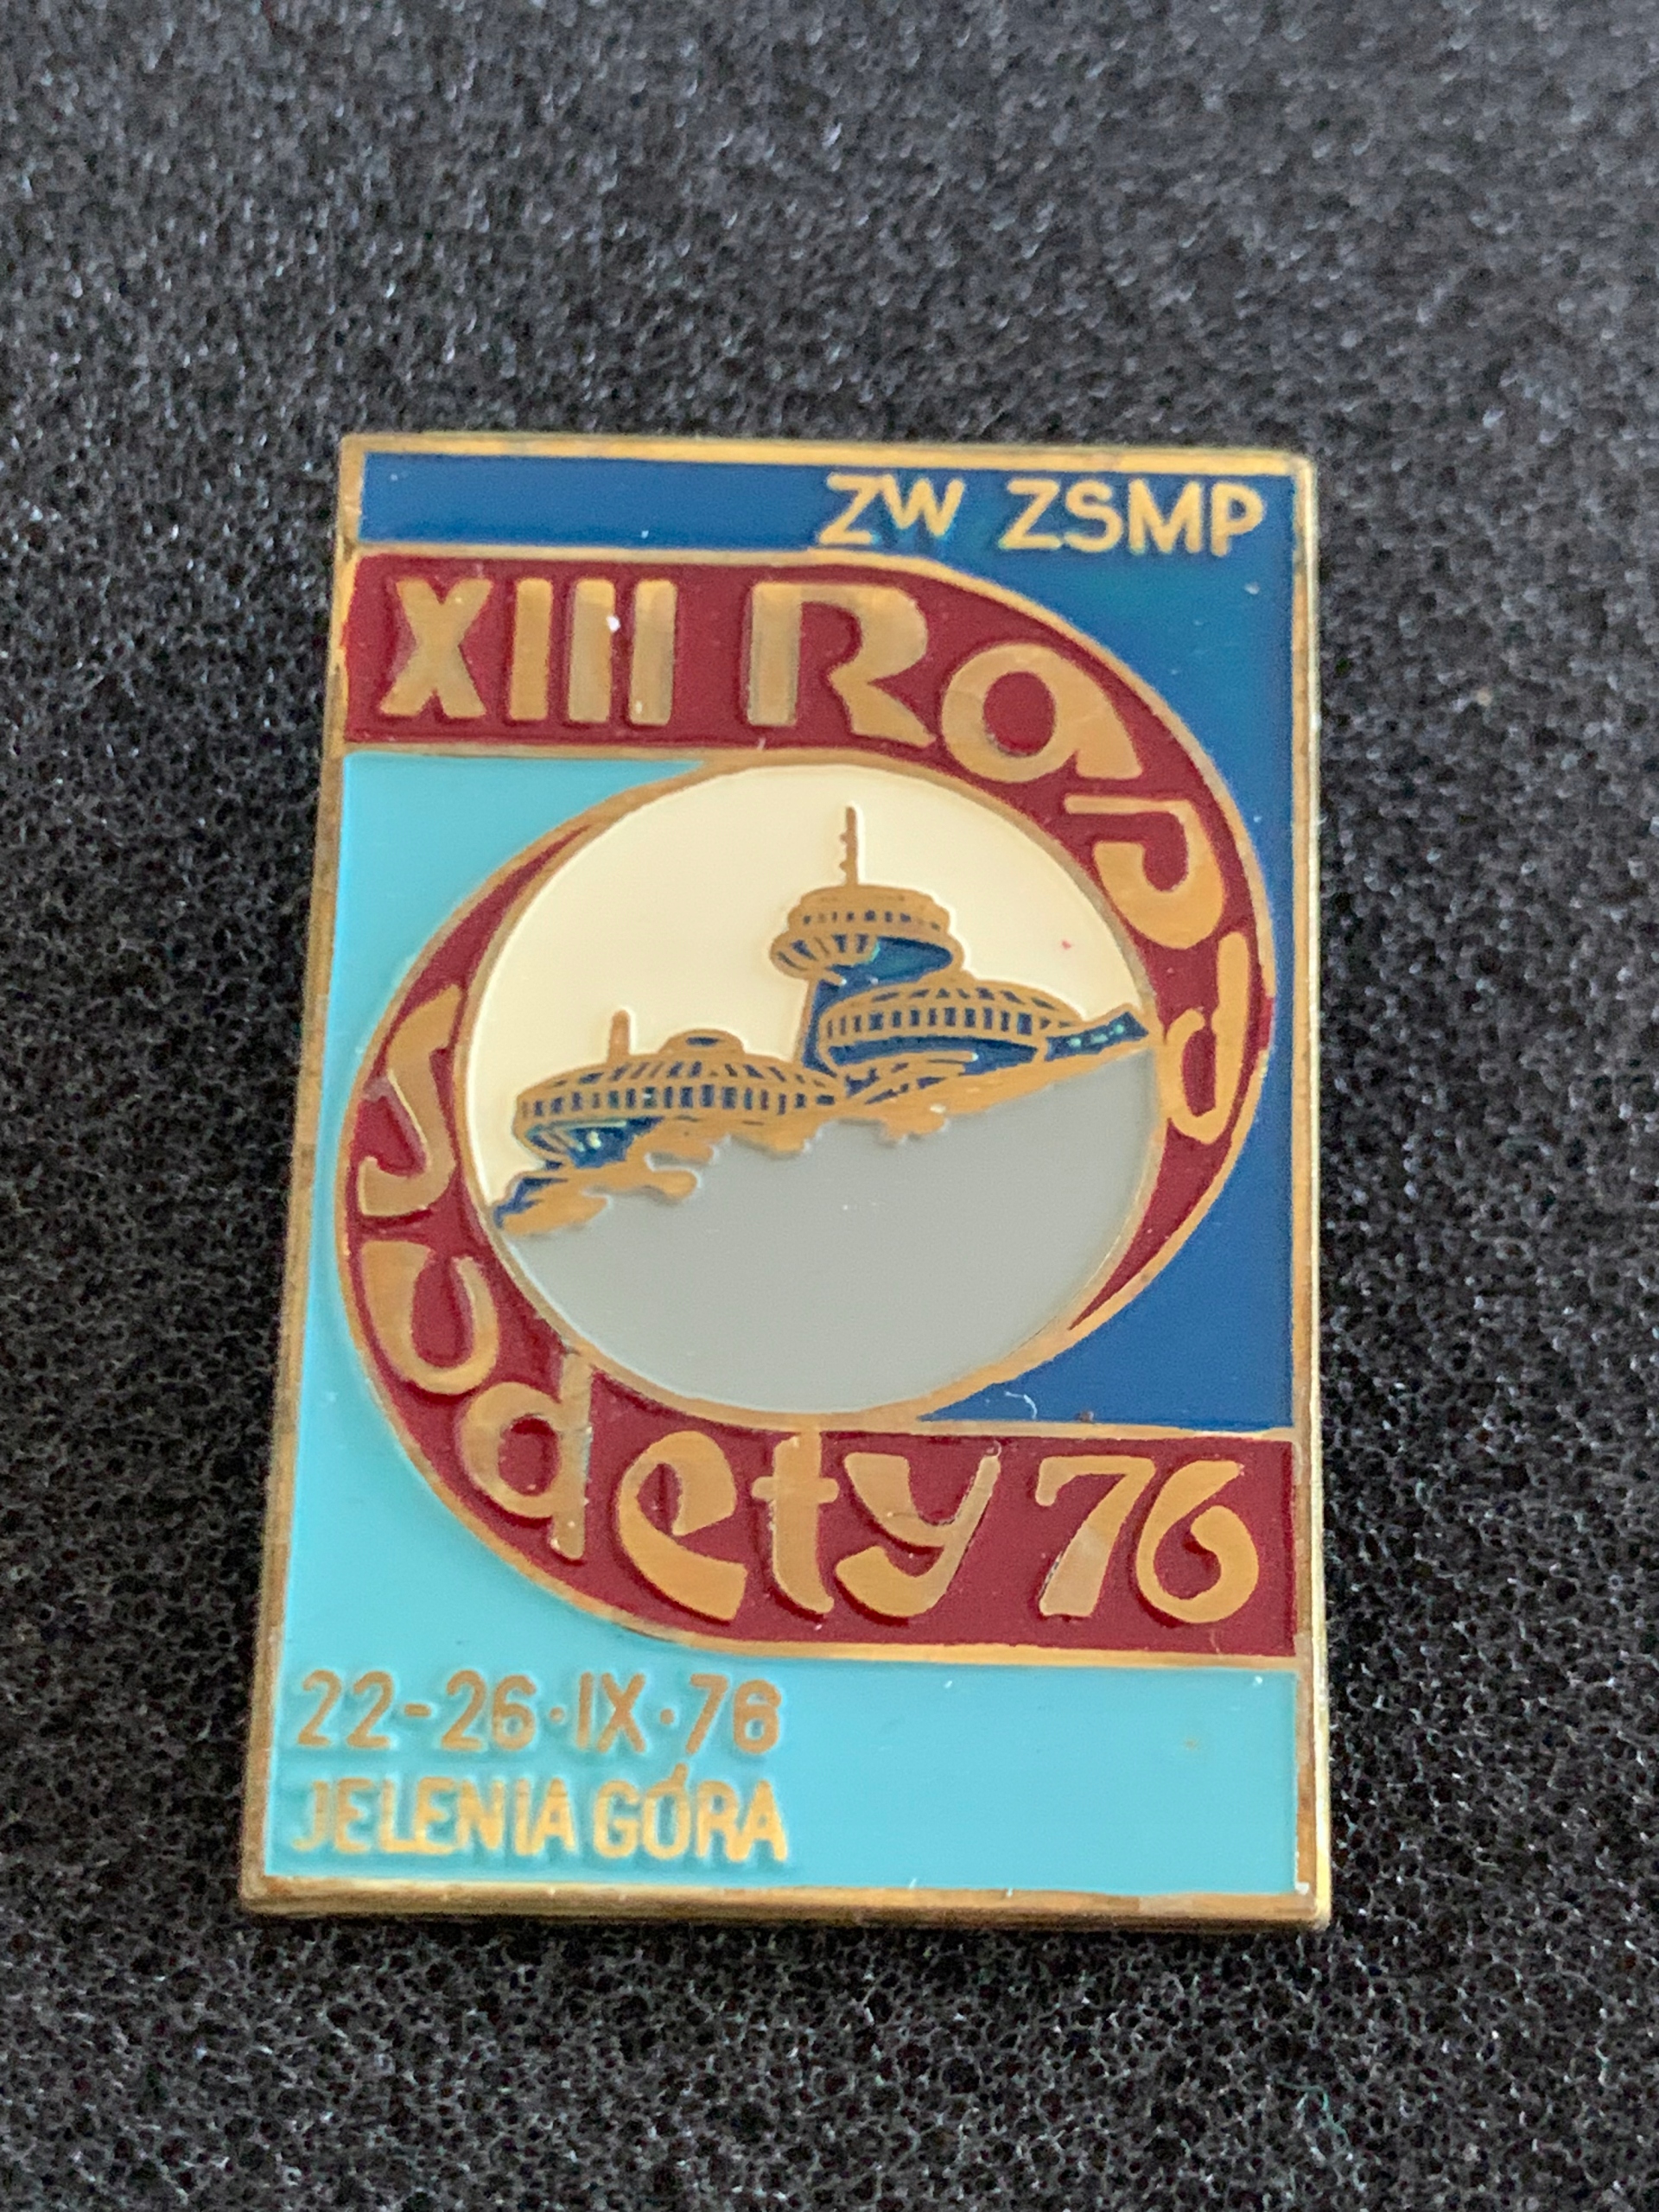 ZW ZSMP
XIII Rajd
Sudety 76
22-26·IX·76
JELENIA GÓRA